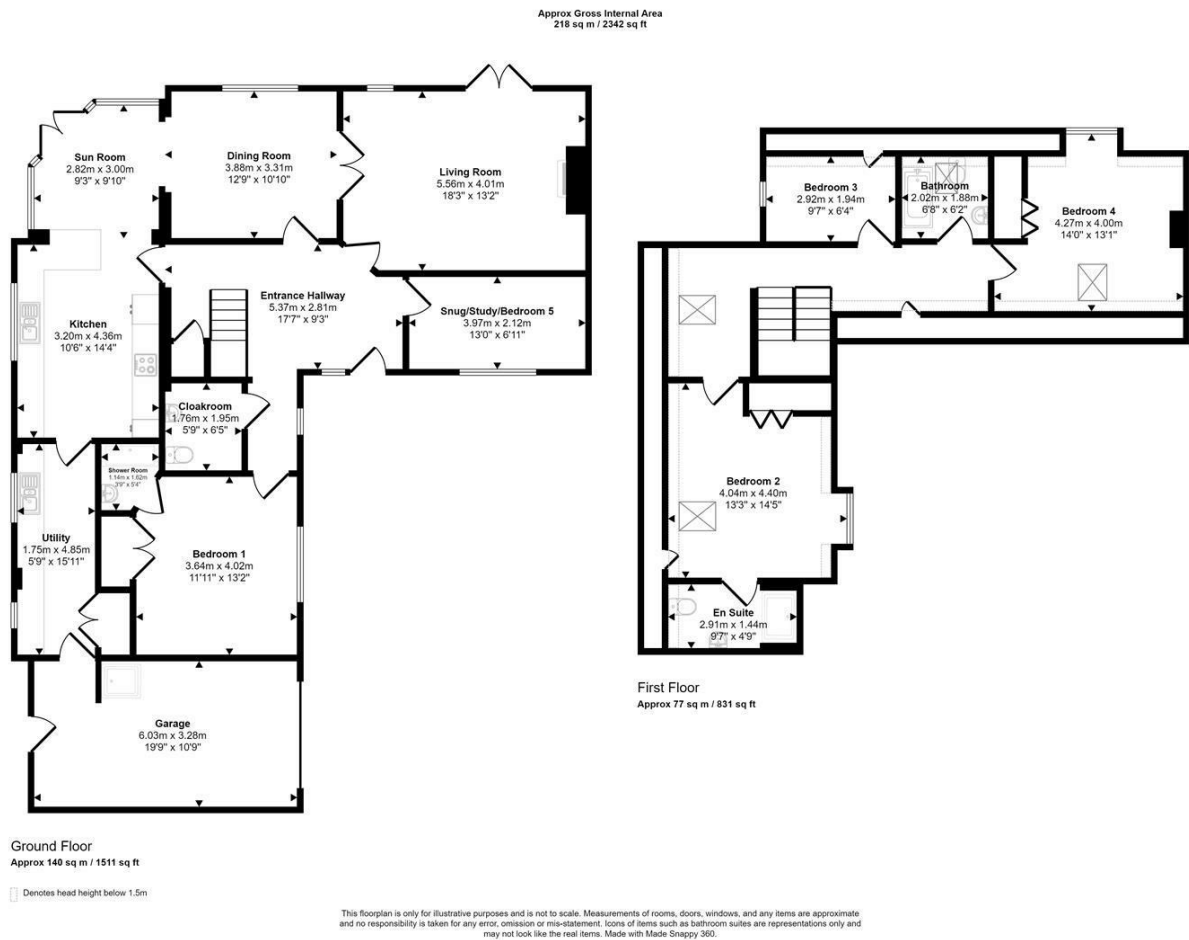 Approx Gross Internal Area
218 sq m / 2342 sq ft
Sun Room
2.82m x 3.00m
9'3" x 9'10"
Dining Room
3.88m x 3.31m
12'9" x 10'10"
Living Room
5.56m x 4.01m
18'3" x 13'2"
Kitchen
3.20m x 4.36m
10'6" x 14'4"
Entrance Hallway
5.37m x 2.81m
17'7" x 9'3"
Snug/Study/Bedroom 5
3.97m x 2.12m
13'0" x 6'11"
Cloakroom
1.76m x 1.95m
5'9" x 6'5"
Shower Room
1.14m x 1.62m
3'9" x 5'4"
Utility
1.75m x 4.85m
5'9" x 15'11"
Bedroom 1
3.64m x 4.02m
11'11" x 13'2"
Garage
6.03m x 3.28m
19'9" x 10'9"
Ground Floor
Approx 140 sq m / 1511 sq ft
Denotes head height below 1.5m
Bedroom 3
2.92m x 1.94m
9'7" x 6'4"
Bathroom
2.02m x 1.88m
6'8" x 6'2"
Bedroom 4
4.27m x 4.00m
14'0" x 13'1"
Bedroom 2
4.04m x 4.40m
13'3" x 14'5"
En Suite
2.91m x 1.44m
9'7" x 4'9"
First Floor
Approx 77 sq m / 831 sq ft
This floorplan is only for illustrative purposes and is not to scale. Measurements of rooms, doors, windows, and any items are approximate
and no responsibility is taken for any error, omission or mis-statement. Icons of items such as bathroom suites are representations only and
may not look like the real items. Made with Made Snappy 360.